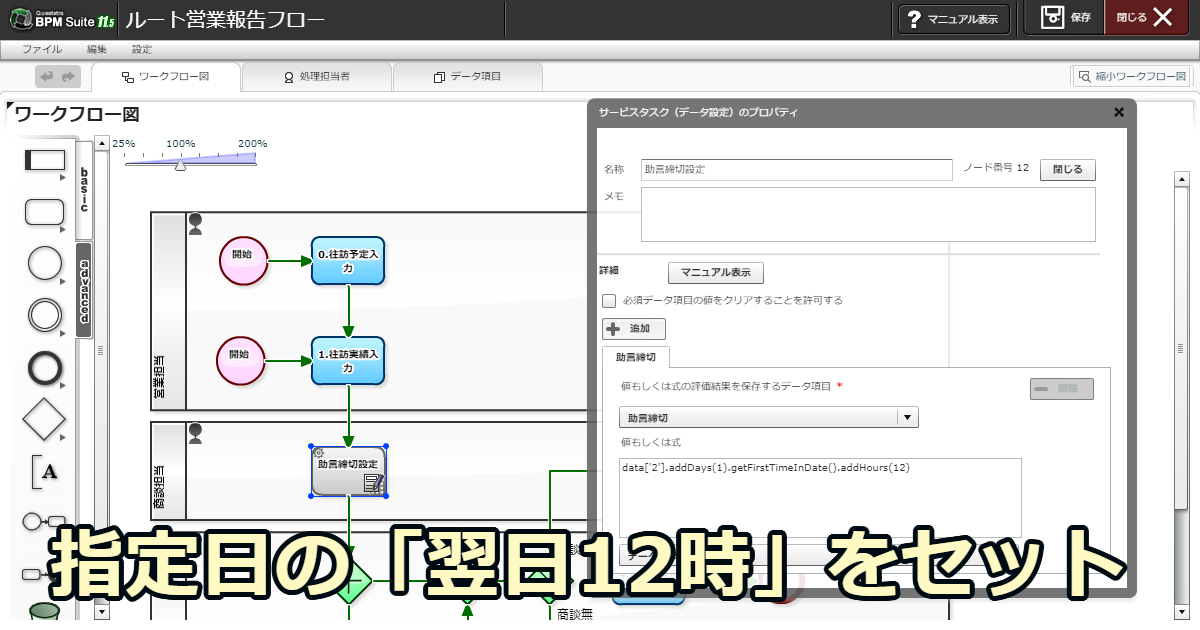 Questetra
BPM Suite 11.5
ルート営業報告フロー
? マニュアル表示
保存
閉じる
ファイル 編集 設定
ワークフロー図
処理担当者
データ項目
縮小ワークフロー図
ワークフロー図
25% 100% 200%
basic
advanced
A
営業担当
開始
0.往訪予定入
力
開始
1.往訪実績入
力
商談担当
助言締切設定
商談無
サービスタスク（データ設定）のプロパティ
名称
助言締切設定
ノード番号 12
閉じる
メモ
詳細
マニュアル表示
必須データ項目の値をクリアすることを許可する
追加
助言締切
値もしくは式の評価結果を保存するデータ項目 *
削除
助言締切
値もしくは式
data['2'].addDays(1).getFirstTimeInDate().addHours(12)
指定日の「翌日12時」をセット